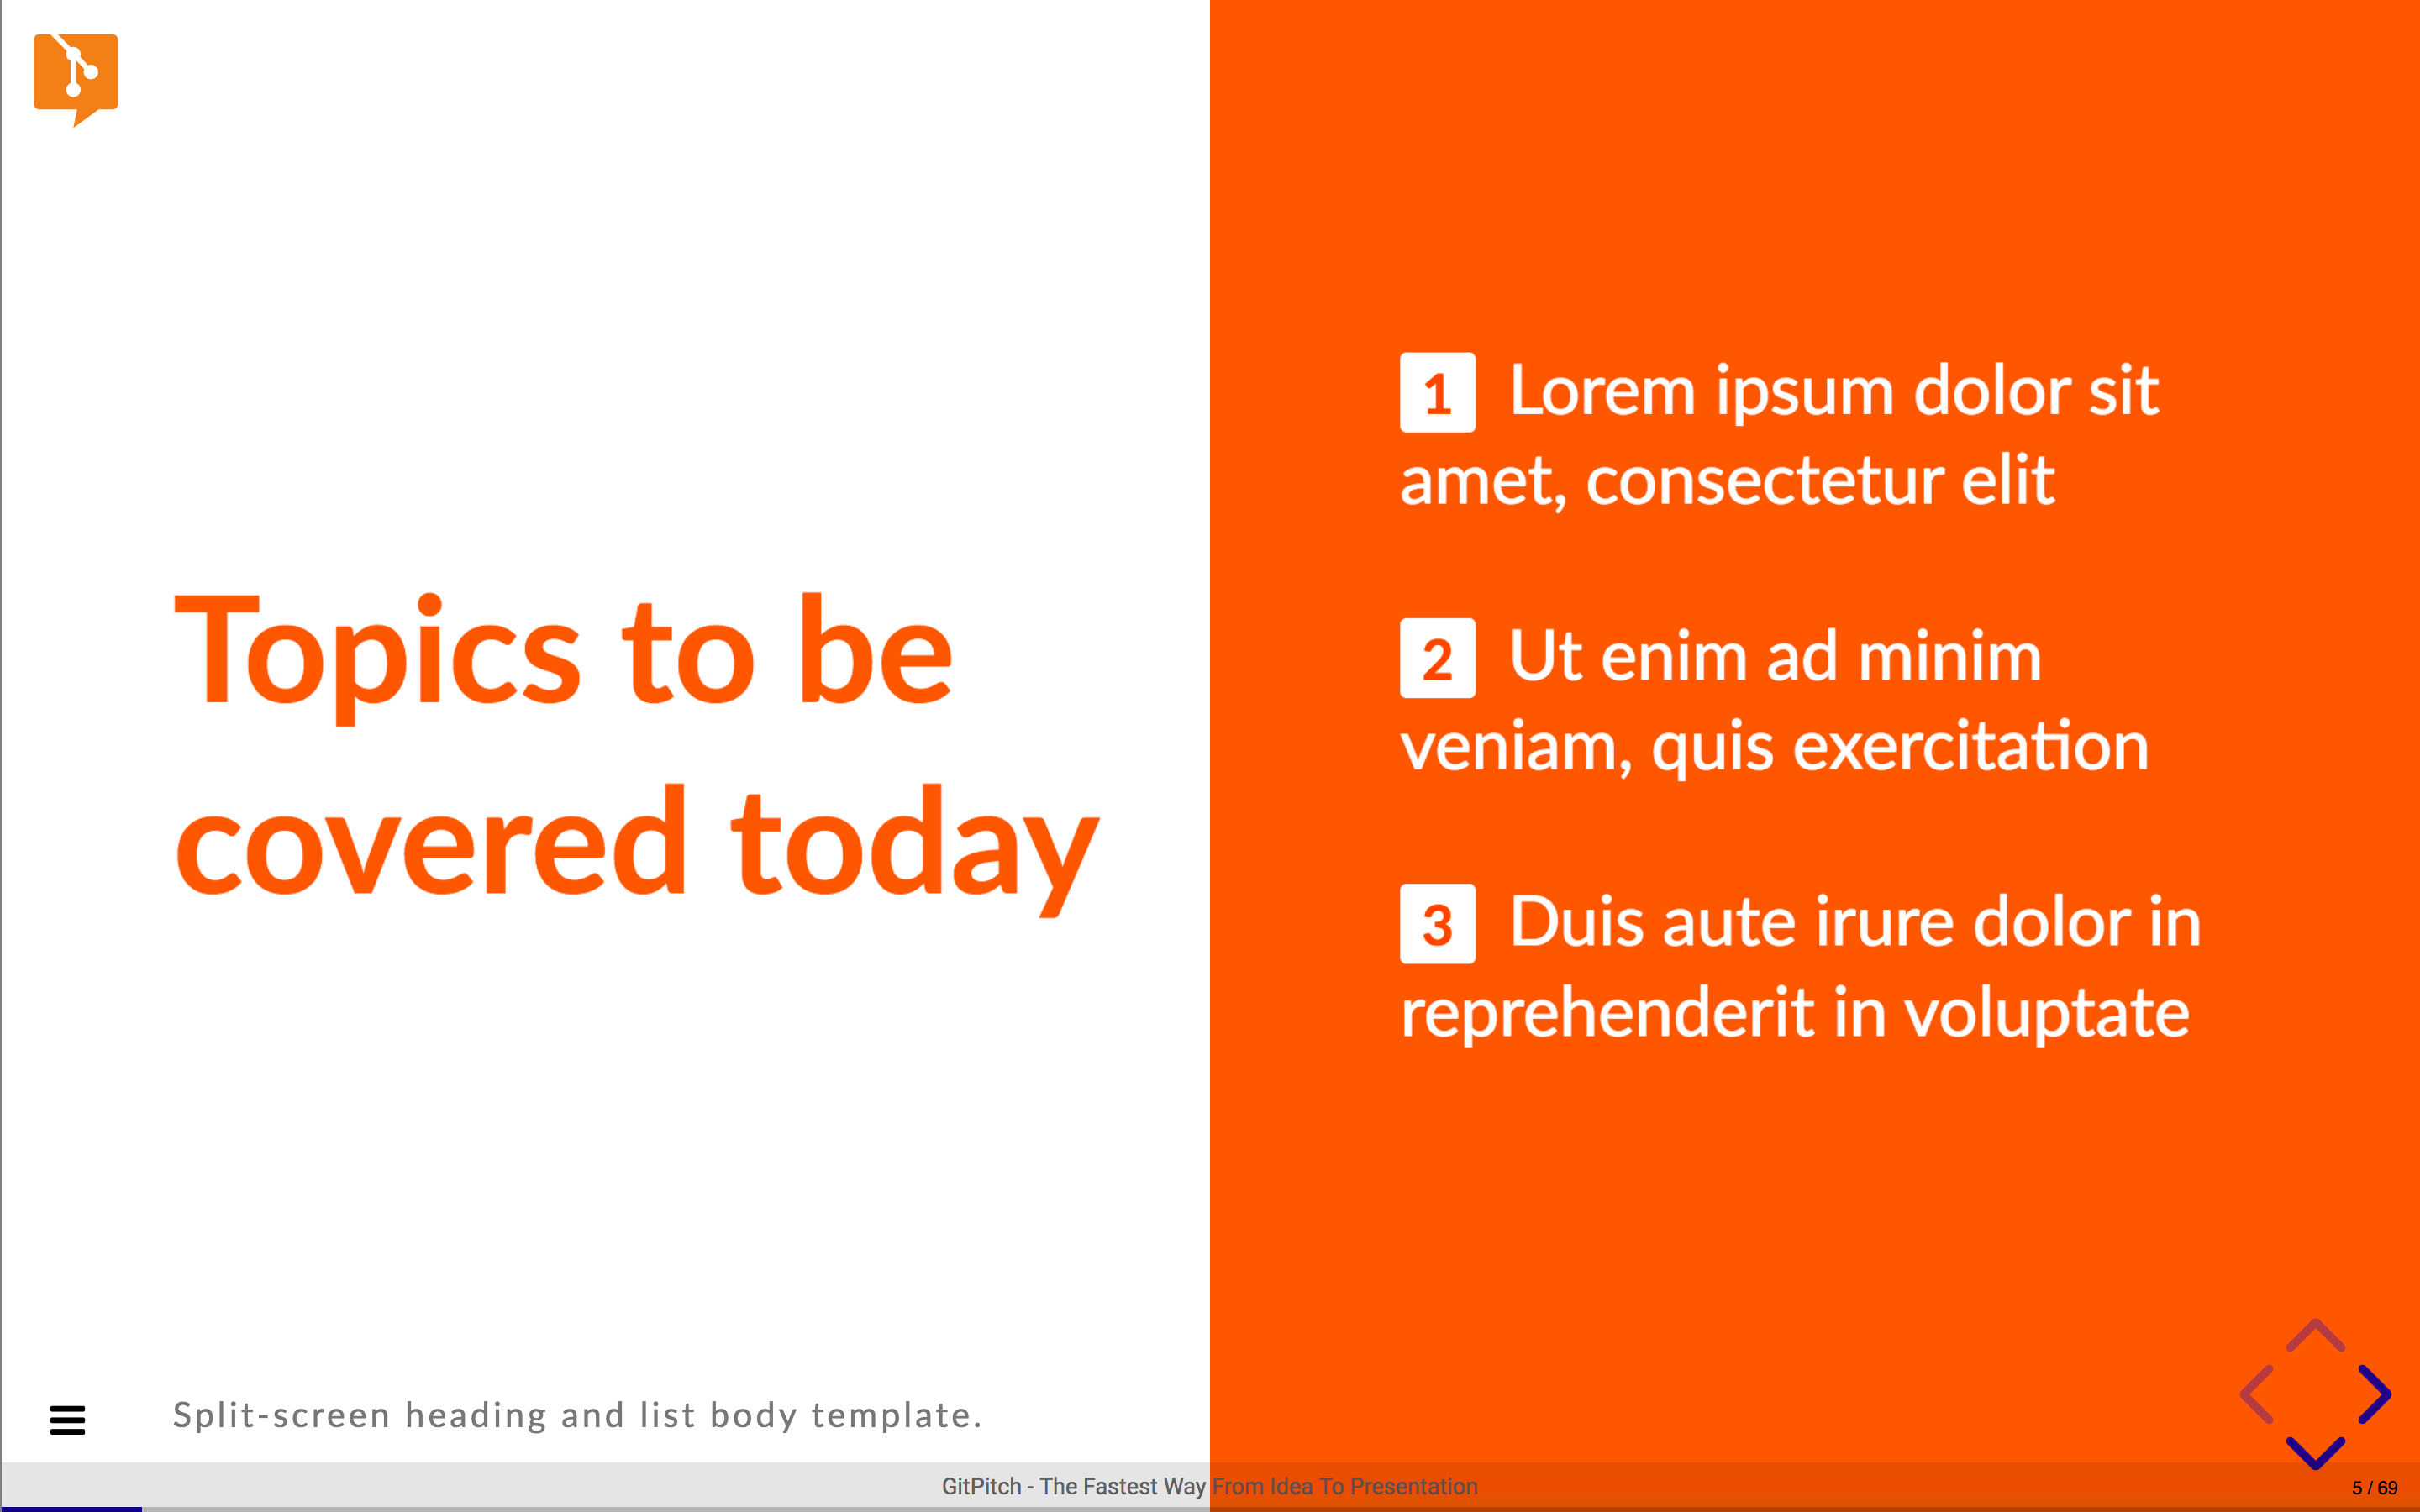 Topics to be
covered today
1 Lorem ipsum dolor sit
amet, consectetur elit
2 Ut enim ad minim
veniam, quis exercitation
3 Duis aute irure dolor in
reprehenderit in voluptate
Split-screen heading and list body template.
GitPitch - The Fastest Way From Idea To Presentation
5 / 69